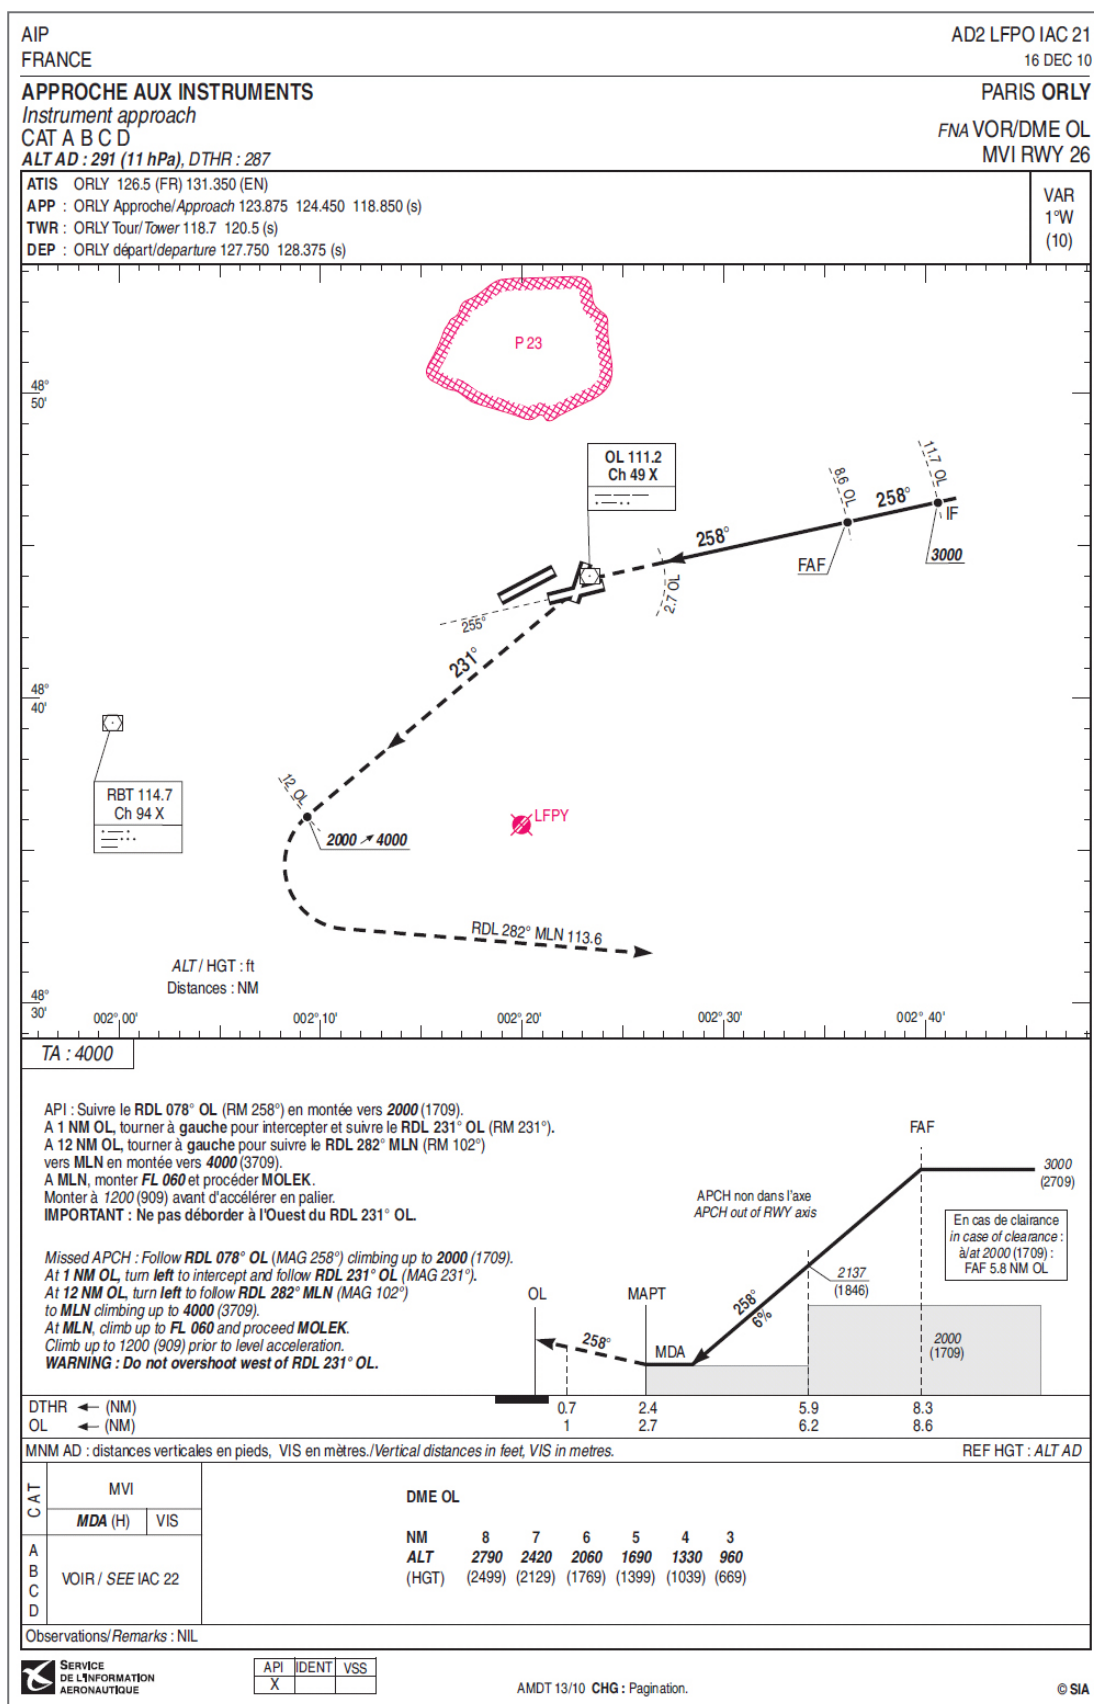 AIP
AD2 LFPO IAC 21
FRANCE
16 DEC 10
APPROCHE AUX INSTRUMENTS
PARIS ORLY
Instrument approach
FNA VOR/DME OL
CAT A B C D
MVI RWY 26
ALT AD : 291 (11 hPa), DTHR : 287
ATIS ORLY 126.5 (FR) 131.350 (EN)
APP : ORLY Approche/Approach 123.875 124.450 118.850 (s)
TWR : ORLY Tour/Tower 118.7 120.5 (s)
DEP : ORLY départ/departure 127.750 128.375 (s)
VAR
1°W
(10)
P 23
48°
50'
OL 111.2
Ch 49 X
11.7 OL
8.6 OL
258°
IF
258°
FAF
3000
2.7 OL
255°
231°
48°
40'
RBT 114.7
Ch 94 X
12 OL
LFPY
2000 ➚ 4000
RDL 282° MLN 113.6
ALT / HGT : ft
Distances : NM
48°
30'
002° 00'
002° 10'
002° 20'
002° 30'
002° 40'
TA : 4000
API : Suivre le RDL 078° OL (RM 258°) en montée vers 2000 (1709).
A 1 NM OL, tourner à gauche pour intercepter et suivre le RDL 231° OL (RM 231°).
A 12 NM OL, tourner à gauche pour suivre le RDL 282° MLN (RM 102°)
vers MLN en montée vers 4000 (3709).
A MLN, monter FL 060 et procéder MOLEK.
Monter à 1200 (909) avant d'accélérer en palier.
IMPORTANT : Ne pas déborder à l'Ouest du RDL 231° OL.
Missed APCH : Follow RDL 078° OL (MAG 258°) climbing up to 2000 (1709).
At 1 NM OL, turn left to intercept and follow RDL 231° OL (MAG 231°).
At 12 NM OL, turn left to follow RDL 282° MLN (MAG 102°)
to MLN climbing up to 4000 (3709).
At MLN, climb up to FL 060 and proceed MOLEK.
Climb up to 1200 (909) prior to level acceleration.
WARNING : Do not overshoot west of RDL 231° OL.
FAF
3000
(2709)
APCH non dans l'axe
APCH out of RWY axis
En cas de clairance
in case of clearance :
à/at 2000 (1709) :
FAF 5.8 NM OL
2137
(1846)
OL
MAPT
258°
6%
258°
MDA
2000
(1709)
DTHR ← (NM) 0.7 2.4 5.9 8.3
OL ← (NM) 1 2.7 6.2 8.6
MNM AD : distances verticales en pieds, VIS en mètres./Vertical distances in feet, VIS in metres.
REF HGT : ALT AD
CAT
MVI
MDA (H) VIS
A
B
C
D
VOIR / SEE IAC 22
DME OL
NM 8 7 6 5 4 3
ALT 2790 2420 2060 1690 1330 960
(HGT) (2499) (2129) (1769) (1399) (1039) (669)
Observations/Remarks : NIL
SERVICE
DE L'INFORMATION
AERONAUTIQUE
API IDENT VSS
X
AMDT 13/10 CHG : Pagination.
© SIA